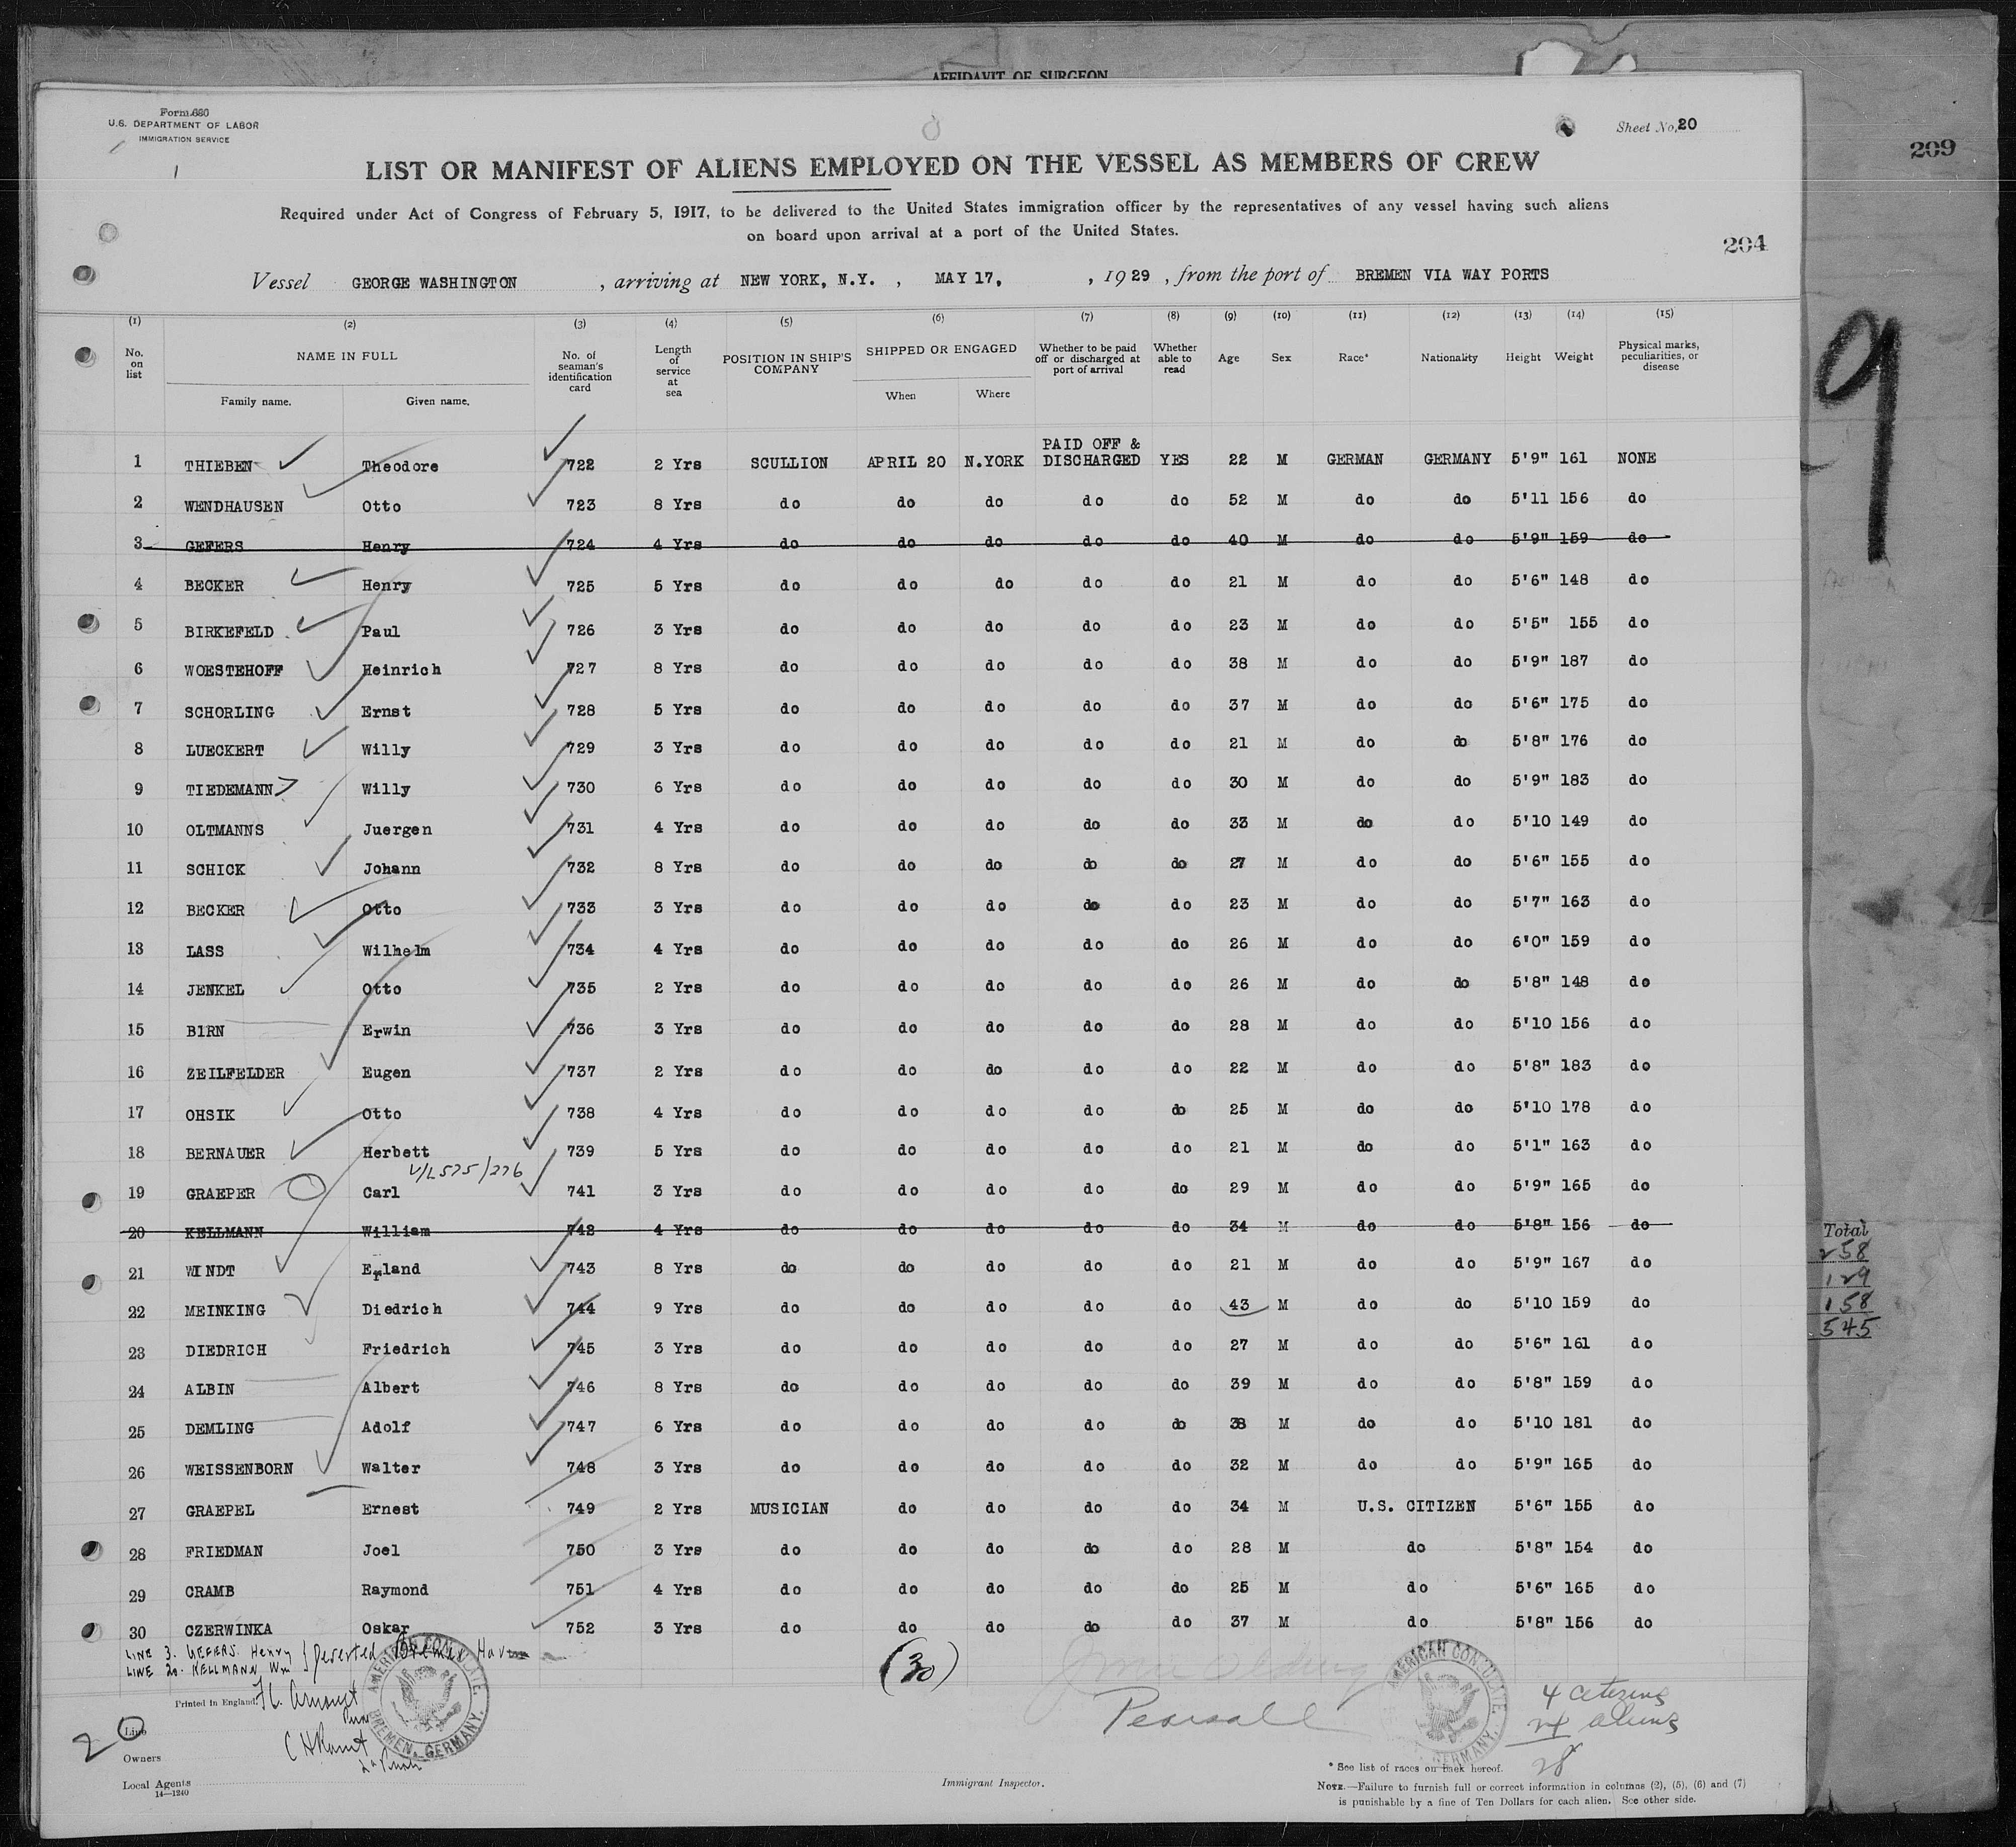 AFFIDAVIT OF SURGEON
Form 680
U.S. DEPARTMENT OF LABOR
IMMIGRATION SERVICE
Sheet No. 20
209
LIST OR MANIFEST OF ALIENS EMPLOYED ON THE VESSEL AS MEMBERS OF CREW
Required under Act of Congress of February 5, 1917, to be delivered to the United States immigration officer by the representatives of any vessel having such aliens
on board upon arrival at a port of the United States.
204
Vessel GEORGE WASHINGTON , arriving at NEW YORK, N.Y. , MAY 17, , 1929 , from the port of BREMEN VIA WAY PORTS
9
(1) (2) (3) (4) (5) (6) (7) (8) (9) (10) (11) (12) (13) (14) (15)
No. on list NAME IN FULL Family name. Given name. No. of seaman's identification card Length of service at sea POSITION IN SHIP'S COMPANY SHIPPED OR ENGAGED When Where Whether to be paid off or discharged at port of arrival Whether able to read Age Sex Race* Nationality Height Weight Physical marks, peculiarities, or disease
1 THIEBEN Theodore 722 2 Yrs SCULLION APRIL 20 N.YORK PAID OFF & DISCHARGED YES 22 M GERMAN GERMANY 5'9" 161 NONE
2 WENDHAUSEN Otto 723 8 Yrs do do do do do 52 M do do 5'11 156 do
3 GEFERS Henry 724 4 Yrs do do do do do 40 M do do 5'9" 159 do
4 BECKER Henry 725 5 Yrs do do do do do 21 M do do 5'6" 148 do
5 BIRKEFELD Paul 726 3 Yrs do do do do do 23 M do do 5'5" 155 do
6 WOESTEHOFF Heinrich 727 8 Yrs do do do do do 38 M do do 5'9" 187 do
7 SCHORLING Ernst 728 5 Yrs do do do do do 37 M do do 5'6" 175 do
8 LUECKERT Willy 729 3 Yrs do do do do do 21 M do do 5'8" 176 do
9 TIEDEMANN Willy 730 6 Yrs do do do do do 30 M do do 5'9" 183 do
10 OLTMANNS Juergen 731 4 Yrs do do do do do 33 M do do 5'10 149 do
11 SCHICK Johann 732 8 Yrs do do do do do 27 M do do 5'6" 155 do
12 BECKER Otto 733 3 Yrs do do do do do 23 M do do 5'7" 163 do
13 LASS Wilhelm 734 4 Yrs do do do do do 26 M do do 6'0" 159 do
14 JENKEL Otto 735 2 Yrs do do do do do 26 M do do 5'8" 148 do
15 BIRN Erwin 736 3 Yrs do do do do do 28 M do do 5'10 156 do
16 ZEILFELDER Eugen 737 2 Yrs do do do do do 22 M do do 5'8" 183 do
17 OHSIK Otto 738 4 Yrs do do do do do 25 M do do 5'10 178 do
18 BERNAUER Herbett 739 5 Yrs do do do do do 21 M do do 5'1" 163 do
V/L 575/276
19 GRAEPER Carl 741 3 Yrs do do do do do 29 M do do 5'9" 165 do
20 KELLMANN William 742 4 Yrs do do do do do 34 M do do 5'8" 156 do
21 WINDT Erland 743 8 Yrs do do do do do 21 M do do 5'9" 167 do
22 MEINKING Diedrich 744 9 Yrs do do do do do 43 M do do 5'10 159 do
23 DIEDRICH Friedrich 745 3 Yrs do do do do do 27 M do do 5'6" 161 do
24 ALBIN Albert 746 8 Yrs do do do do do 39 M do do 5'8" 159 do
25 DEMLING Adolf 747 6 Yrs do do do do do 38 M do do 5'10 181 do
26 WEISSENBORN Walter 748 3 Yrs do do do do do 32 M do do 5'9" 165 do
27 GRAEPEL Ernest 749 2 Yrs MUSICIAN do do do do 34 M U.S. CITIZEN 5'6" 155 do
28 FRIEDMAN Joel 750 3 Yrs do do do do do 28 M do 5'8" 154 do
29 CRAMB Raymond 751 4 Yrs do do do do do 25 M do 5'6" 165 do
30 CZERWINKA Oskar 752 3 Yrs do do do do do 37 M do 5'8" 156 do
Total
258
129
158
545
LINE 3. GEFERS. Henry } Deserted Bremer Haven
LINE 20. KELLMANN Wm
(30)
AMERICAN CONSULATE. BREMEN, GERMANY.
AMERICAN CONSULATE. GERMANY.
Printed in England.
Pearsall
4 citizens
24 aliens
28
20
Line
Owners
Local Agents
14—1240
Immigrant Inspector.
* See list of races on back hereof.
NOTE.—Failure to furnish full or correct information in columns (2), (5), (6) and (7)
is punishable by a fine of Ten Dollars for each alien. See other side.